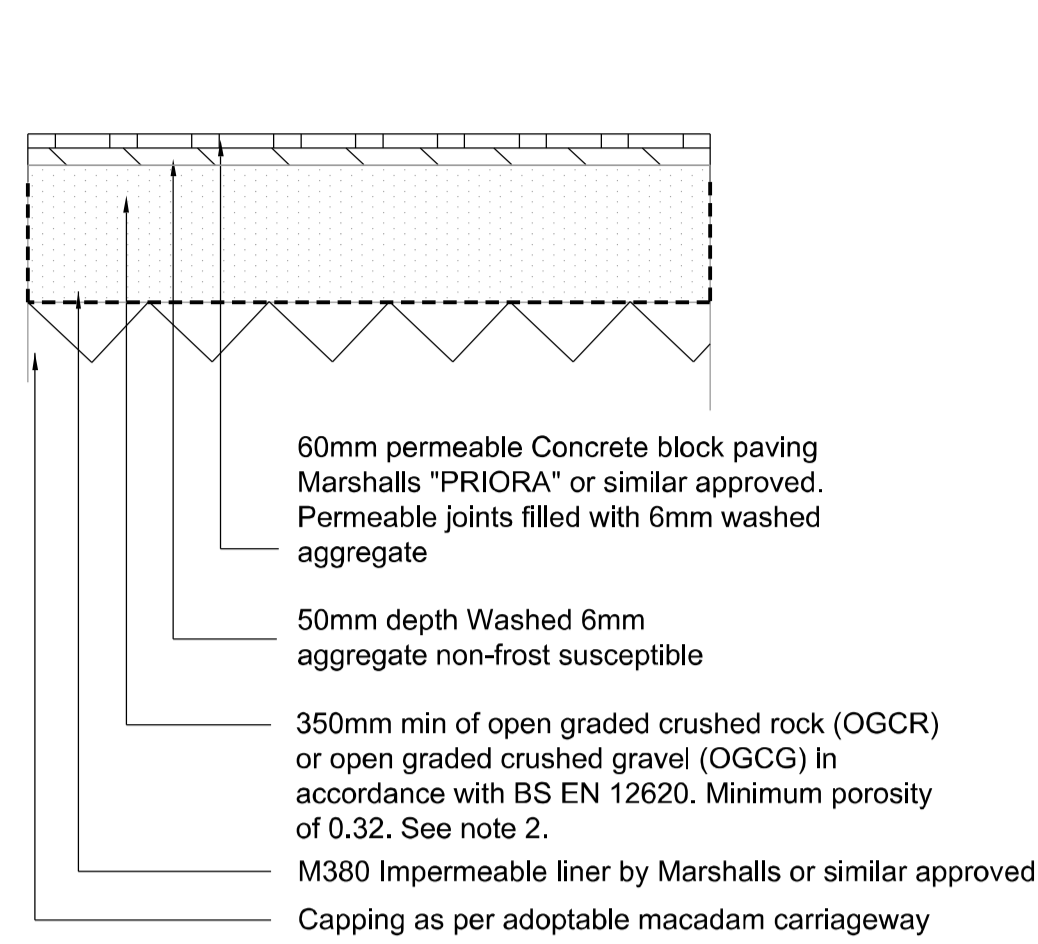 60mm permeable Concrete block paving
Marshalls "PRIORA" or similar approved.
Permeable joints filled with 6mm washed
aggregate
50mm depth Washed 6mm
aggregate non-frost susceptible
350mm min of open graded crushed rock (OGCR)
or open graded crushed gravel (OGCG) in
accordance with BS EN 12620. Minimum porosity
of 0.32. See note 2.
M380 Impermeable liner by Marshalls or similar approved
Capping as per adoptable macadam carriageway